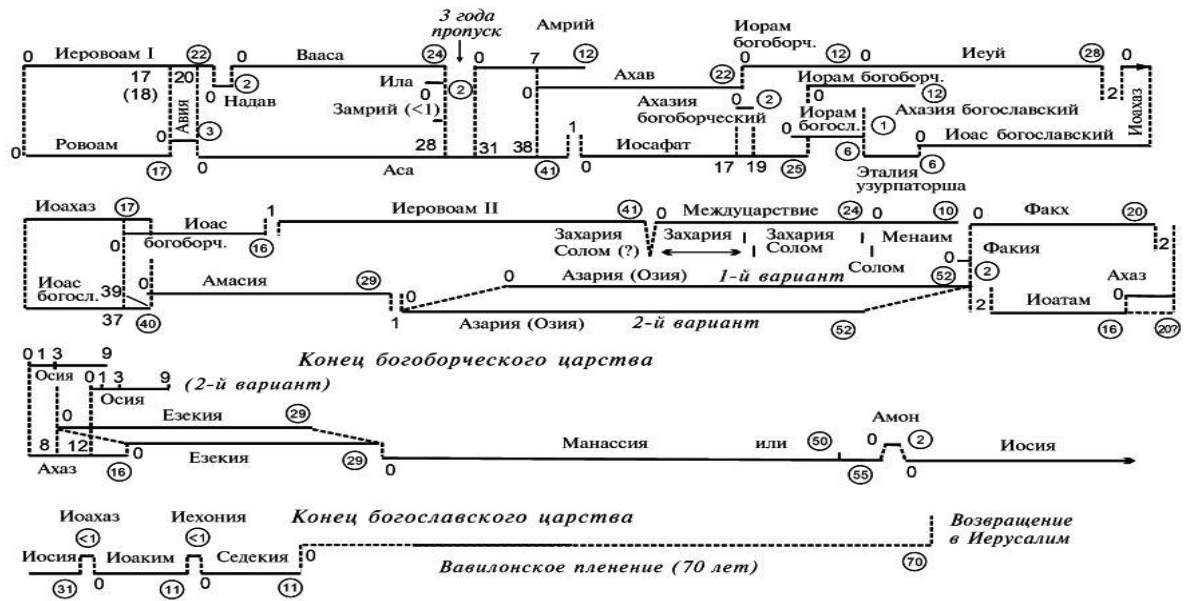 3 года
пропуск
0 Иеровоам I 22 0 Вааса 24 0 7 Амрий 12
Иорам
богоборч.
0 12 0 Иеуй 28 0
17 20
(18)
0 2
Надав
Ила 2
Ахав 22
Иорам богоборч.
0 12
2
Авия
Замрий (<1)
Ахазия
богоборческий
0 2
Иорам
богосл.
0 6
1
Ахазия богославский
Иоас богославский
Иоахаз
0 Ровоам 17
0 3
0 Аса 28 31 38 41
1
0 Иосафат 17 19 25
Эталия
узурпаторша
0 6
Иоахаз 17
Иоас
богоборч.
0 16
1
Иеровоам II 41
0 Междуцарствие 24 0 10
0 Факх 20
2
Захария
Солом (?)
Захария
Захария
Солом
Менаим
Солом
0 Факия
2
Иоас
богосл.
39
37 40
0 Амасия 29
1
0 Азария (Озия) 1-й вариант 52
0 Азария (Озия) 2-й вариант 52
2 Иоатам 16
Ахаз
0 20?
Конец богоборческого царства
0 1 3 9
Осия
0 1 3 9 (2-й вариант)
Осия
0 Езекия 29
8 12
Ахаз 16
0 Езекия 29
0 Манассия или 50
55
Амон
0 2
0 Иосия
Конец богославского царства
Иоахаз
<1
Иехония
<1
Иосия 31
0 Иоаким 11
0 Седекия 11
0
Вавилонское пленение (70 лет) 70
Возвращение
в Иерусалим